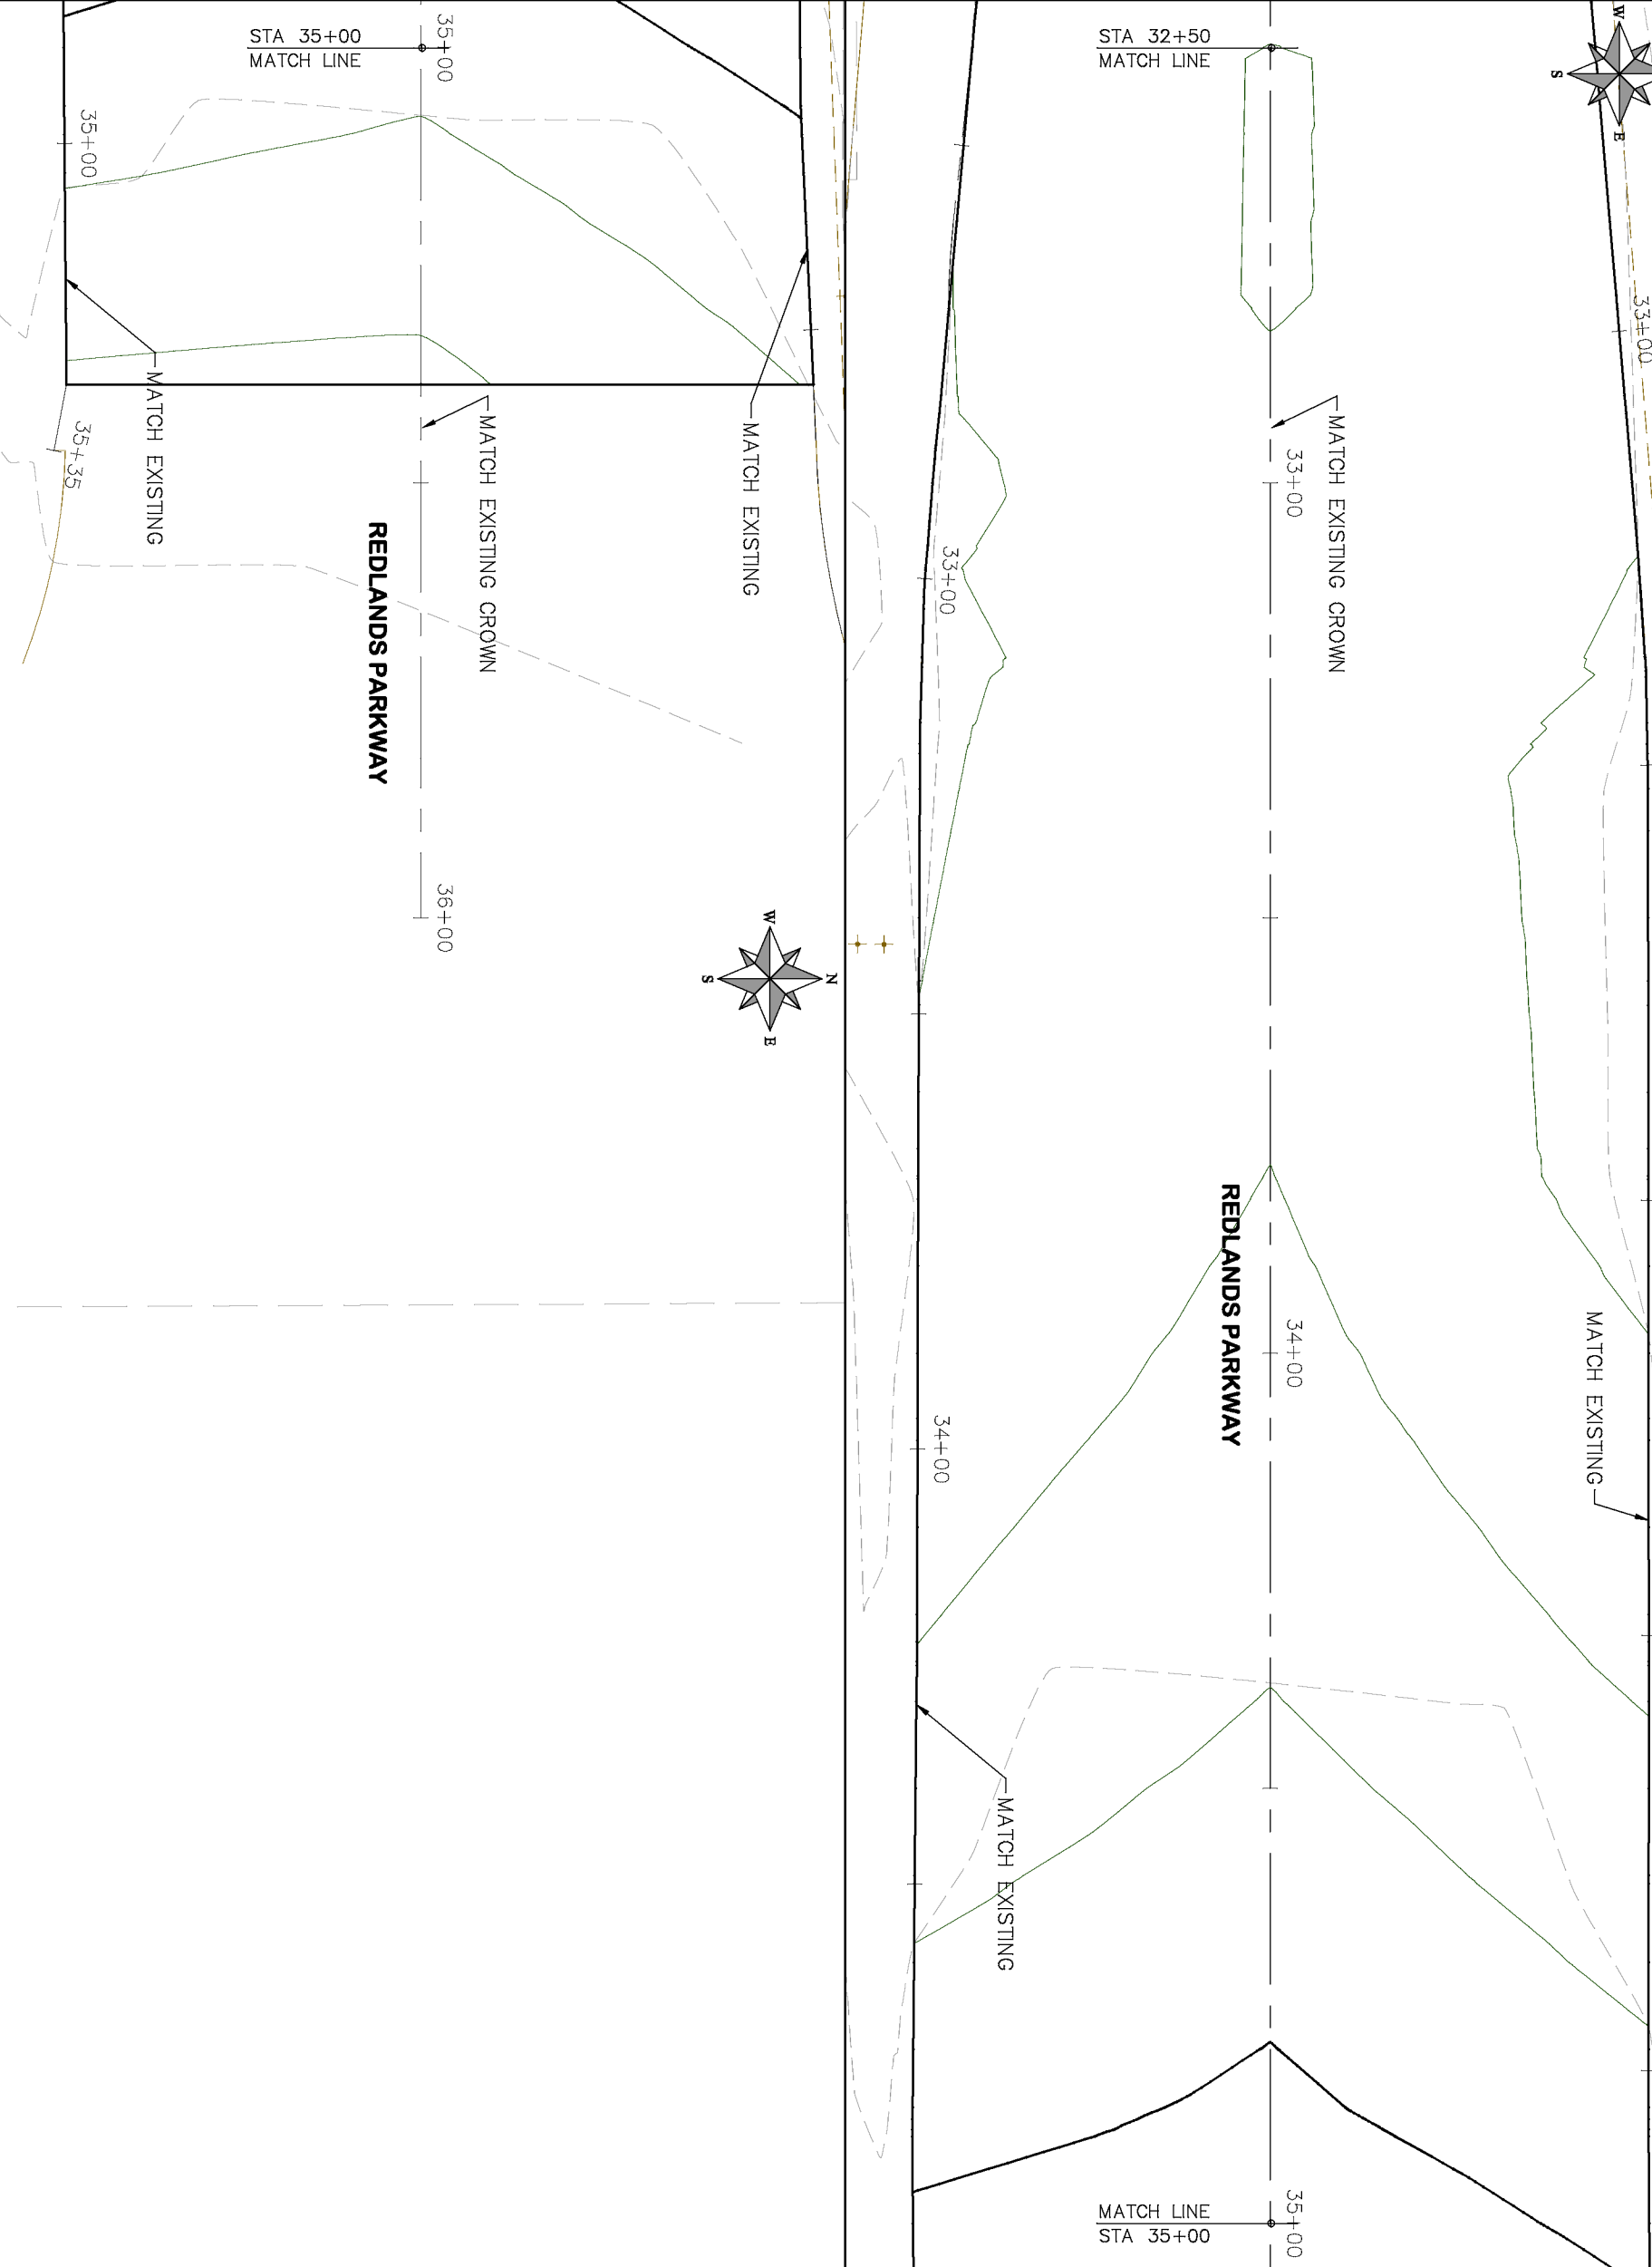 STA 35+00
MATCH LINE
35+00
35+00
MATCH EXISTING
35+35
MATCH EXISTING CROWN
REDLANDS PARKWAY
MATCH EXISTING
36+00
W
N
S
E
STA 32+50
MATCH LINE
W
S
E
33+00
33+00
MATCH EXISTING CROWN
33+00
REDLANDS PARKWAY
34+00
34+00
MATCH EXISTING
MATCH EXISTING
MATCH LINE
STA 35+00
35+00